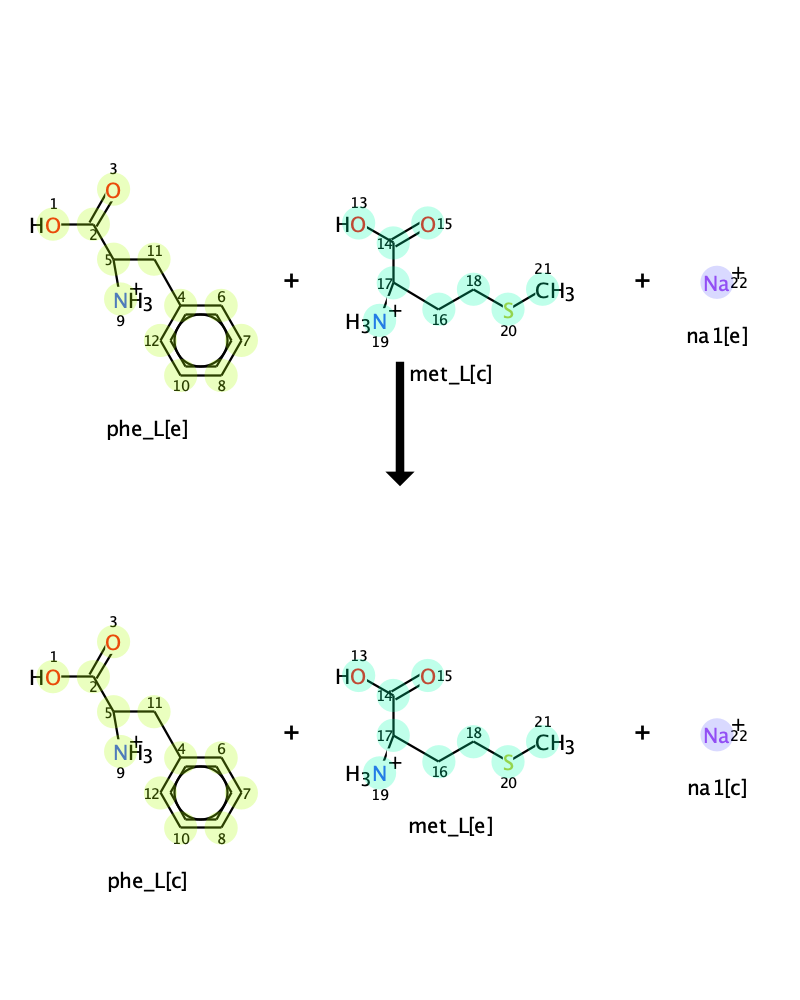 3
1
HO
O
2
5
11
NH3
+
9
4
6
12
7
10
8
phe_L[e]
+
13
HO
O
15
14
17
18
21
CH3
H3N
+
16
S
20
19
met_L[c]
+
Na
+
22
na1[e]
3
1
HO
O
2
5
11
NH3
+
9
4
6
12
7
10
8
phe_L[c]
+
13
HO
O
15
14
17
18
21
CH3
H3N
+
16
S
20
19
met_L[e]
+
Na
+
22
na1[c]